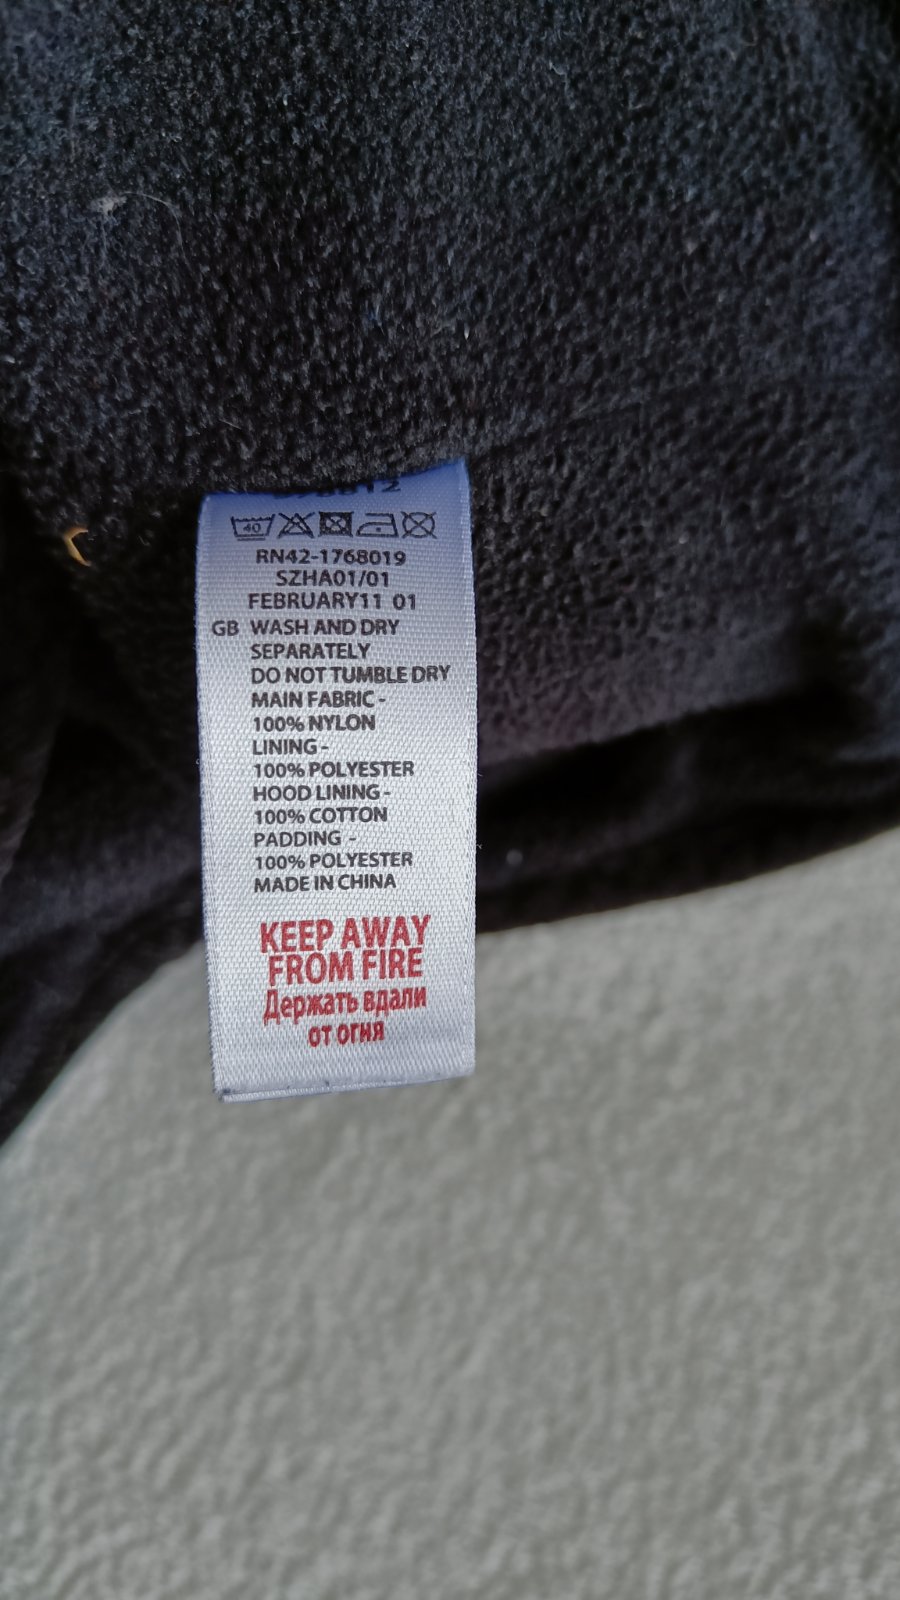 40
RN42-1768019
SZHA01/01
FEBRUARY11 01
GB WASH AND DRY
SEPARATELY
DO NOT TUMBLE DRY
MAIN FABRIC -
100% NYLON
LINING -
100% POLYESTER
HOOD LINING -
100% COTTON
PADDING -
100% POLYESTER
MADE IN CHINA
KEEP AWAY
FROM FIRE
Держать вдали
от огня